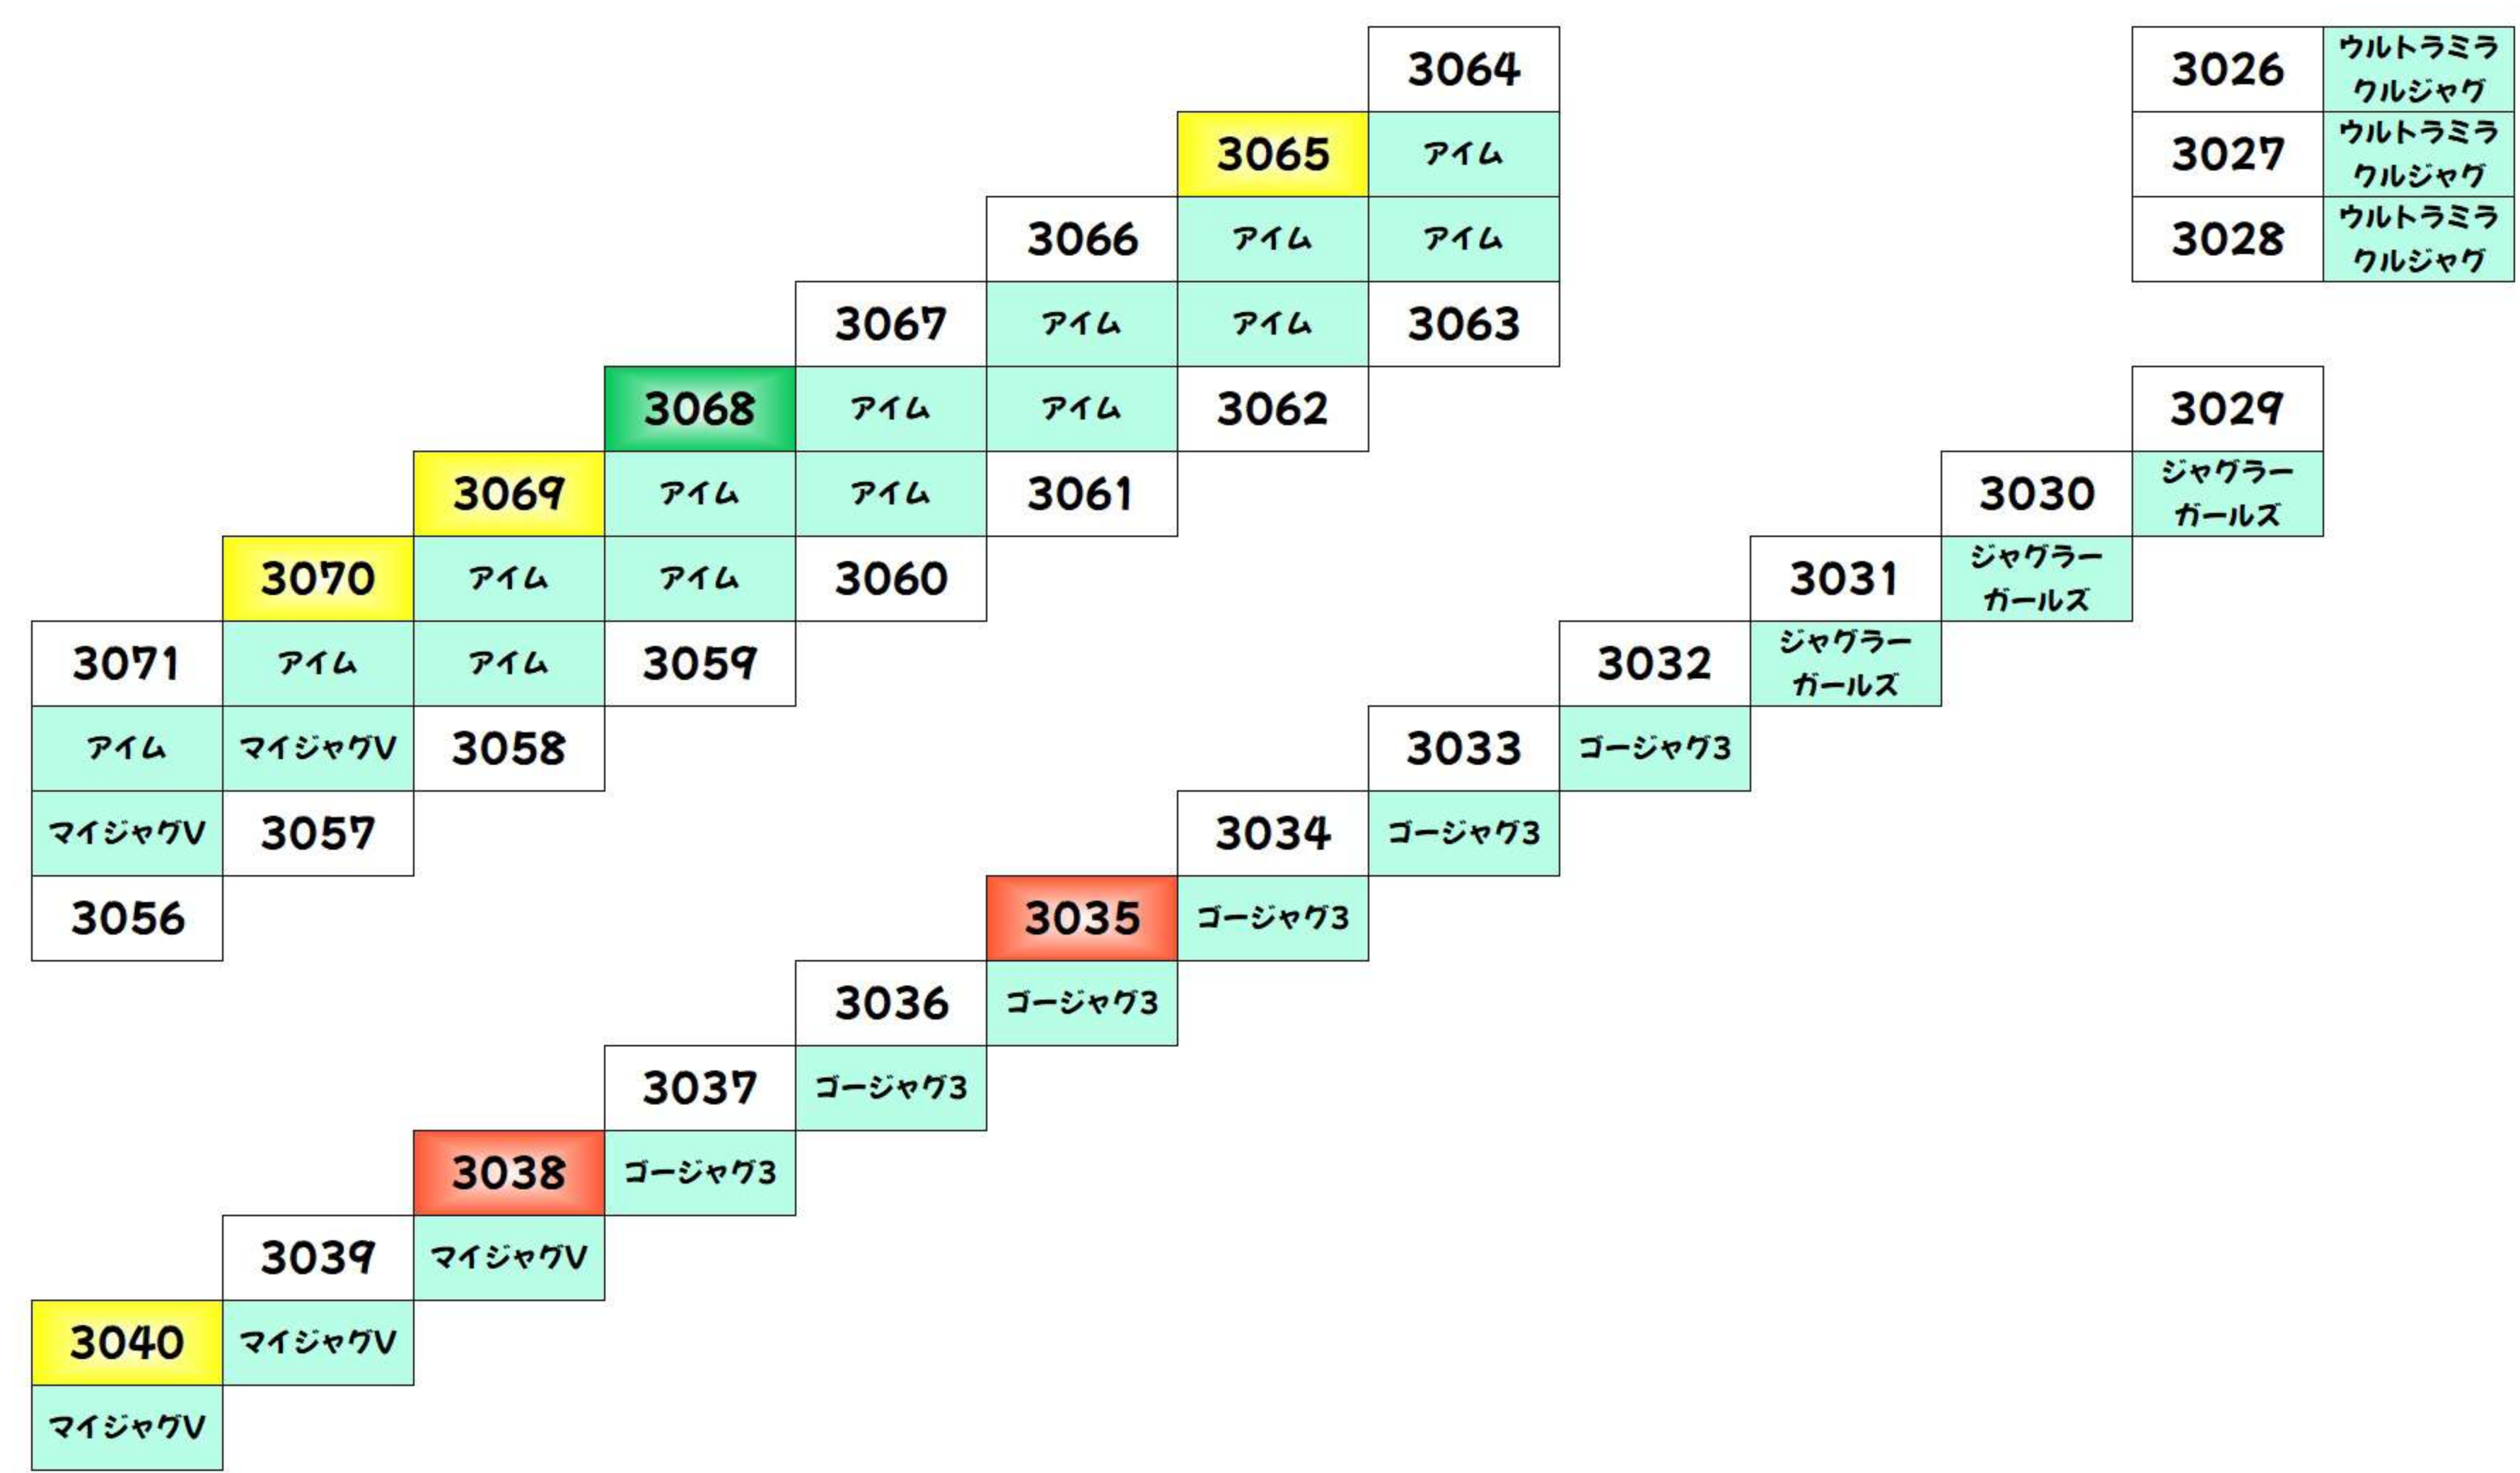 3064 3026 ウルトラミラ
クルジャグ
3065 アイム 3027 ウルトラミラ
クルジャグ
3066 アイム アイム 3028 ウルトラミラ
クルジャグ
3067 アイム アイム 3063
3068 アイム アイム 3062 3029
3069 アイム アイム 3061 3030 ジャグラー
ガールズ
3070 アイム アイム 3060 3031 ジャグラー
ガールズ
3071 アイム アイム 3059 3032 ジャグラー
ガールズ
アイム マイジャグV 3058 3033 ゴージャグ3
マイジャグV 3057 3034 ゴージャグ3
3056 3035 ゴージャグ3
3036 ゴージャグ3
3037 ゴージャグ3
3038 ゴージャグ3
3039 マイジャグV
3040 マイジャグV
マイジャグV